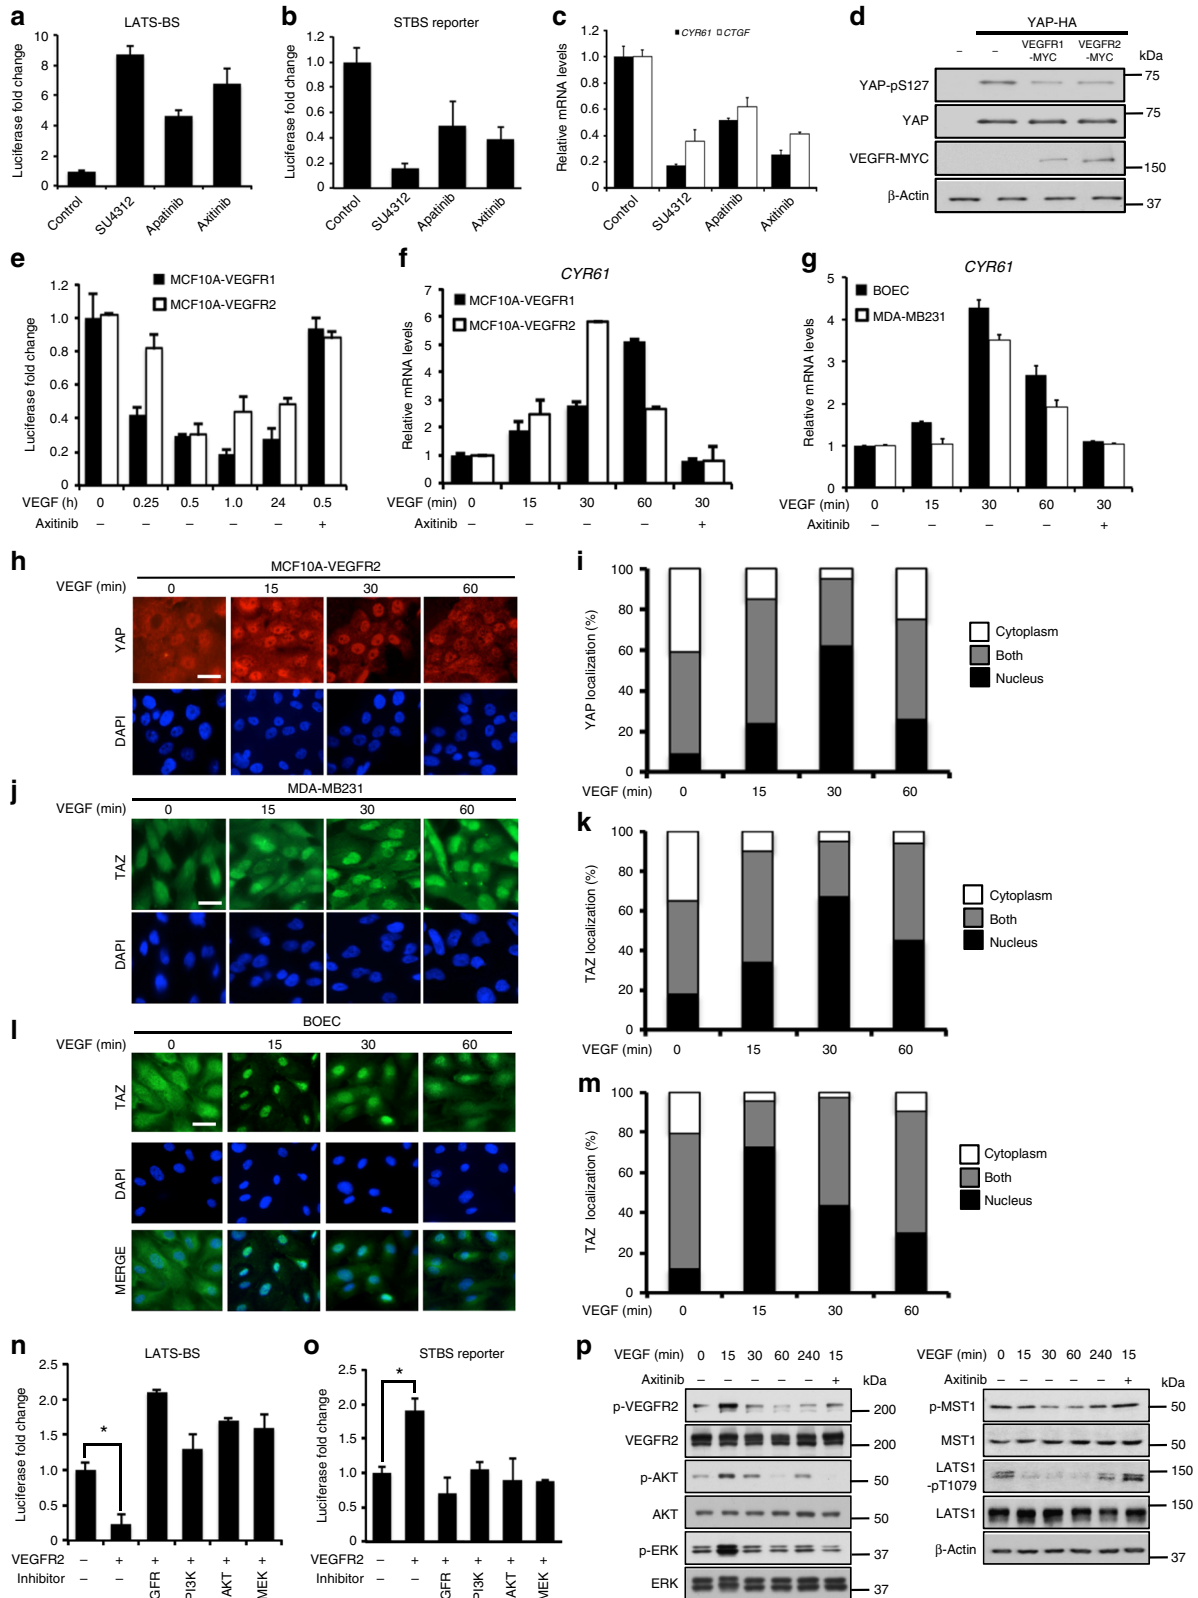 a
LATS-BS
Luciferase fold change
10
8
6
4
2
0
Control
SU4312
Apatinib
Axitinib
b
STBS reporter
Luciferase fold change
1.2
1.0
0.8
0.6
0.4
0.2
0
Control
SU4312
Apatinib
Axitinib
c
CYR61 CTGF
Relative mRNA levels
1.2
1.0
0.8
0.6
0.4
0.2
0
Control
SU4312
Apatinib
Axitinib
d
YAP-HA
– – VEGFR1 -MYC VEGFR2 -MYC kDa
YAP-pS127 75
YAP 75
VEGFR-MYC 150
β-Actin 37
e
MCF10A-VEGFR1
MCF10A-VEGFR2
Luciferase fold change
1.2
1.0
0.8
0.6
0.4
0.2
0
VEGF (h) 0 0.25 0.5 1.0 24 0.5
Axitinib – – – – – +
f
CYR61
MCF10A-VEGFR1
MCF10A-VEGFR2
Relative mRNA levels
7
6
5
4
3
2
1
0
VEGF (min) 0 15 30 60 30
Axitinib – – – – +
g
CYR61
BOEC
MDA-MB231
Relative mRNA levels
5
4
3
2
1
0
VEGF (min) 0 15 30 60 30
Axitinib – – – – +
h
MCF10A-VEGFR2
VEGF (min) 0 15 30 60
YAP
DAPI
i
YAP localization (%)
100
80
60
40
20
0
VEGF (min) 0 15 30 60
Cytoplasm
Both
Nucleus
j
MDA-MB231
VEGF (min) 0 15 30 60
TAZ
DAPI
k
TAZ localization (%)
100
80
60
40
20
0
VEGF (min) 0 15 30 60
Cytoplasm
Both
Nucleus
l
BOEC
VEGF (min) 0 15 30 60
TAZ
DAPI
MERGE
m
TAZ localization (%)
100
80
60
40
20
0
VEGF (min) 0 15 30 60
Cytoplasm
Both
Nucleus
n
LATS-BS
Luciferase fold change
2.5
2.0
1.5
1.0
0.5
0
*
VEGFR2 – + + + + +
Inhibitor – – GFR PI3K AKT MEK
o
STBS reporter
Luciferase fold change
2.5
2.0
1.5
1.0
0.5
0
*
VEGFR2 – + + + + +
Inhibitor – – GFR PI3K AKT MEK
p
VEGF (min) 0 15 30 60 240 15
Axitinib – – – – – + kDa
p-VEGFR2 200
VEGFR2 200
p-AKT 50
AKT 50
p-ERK 37
ERK 37
VEGF (min) 0 15 30 60 240 15
Axitinib – – – – – + kDa
p-MST1 50
MST1 50
LATS1 -pT1079 150
LATS1 150
β-Actin 37